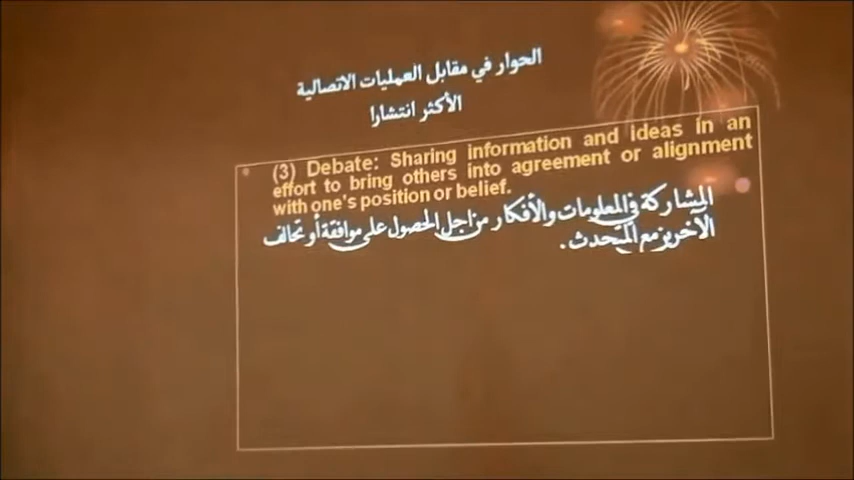 الحوار في مقابل العمليات الاتصالية
الأكثر انتشارا
(3) Debate: Sharing information and ideas in an
effort to bring others into agreement or alignment
with one's position or belief.
المشاركة في المعلومات والأفكار من اجل الحصول على موافقة أو تحالف
الآخرين مع المتحدث.